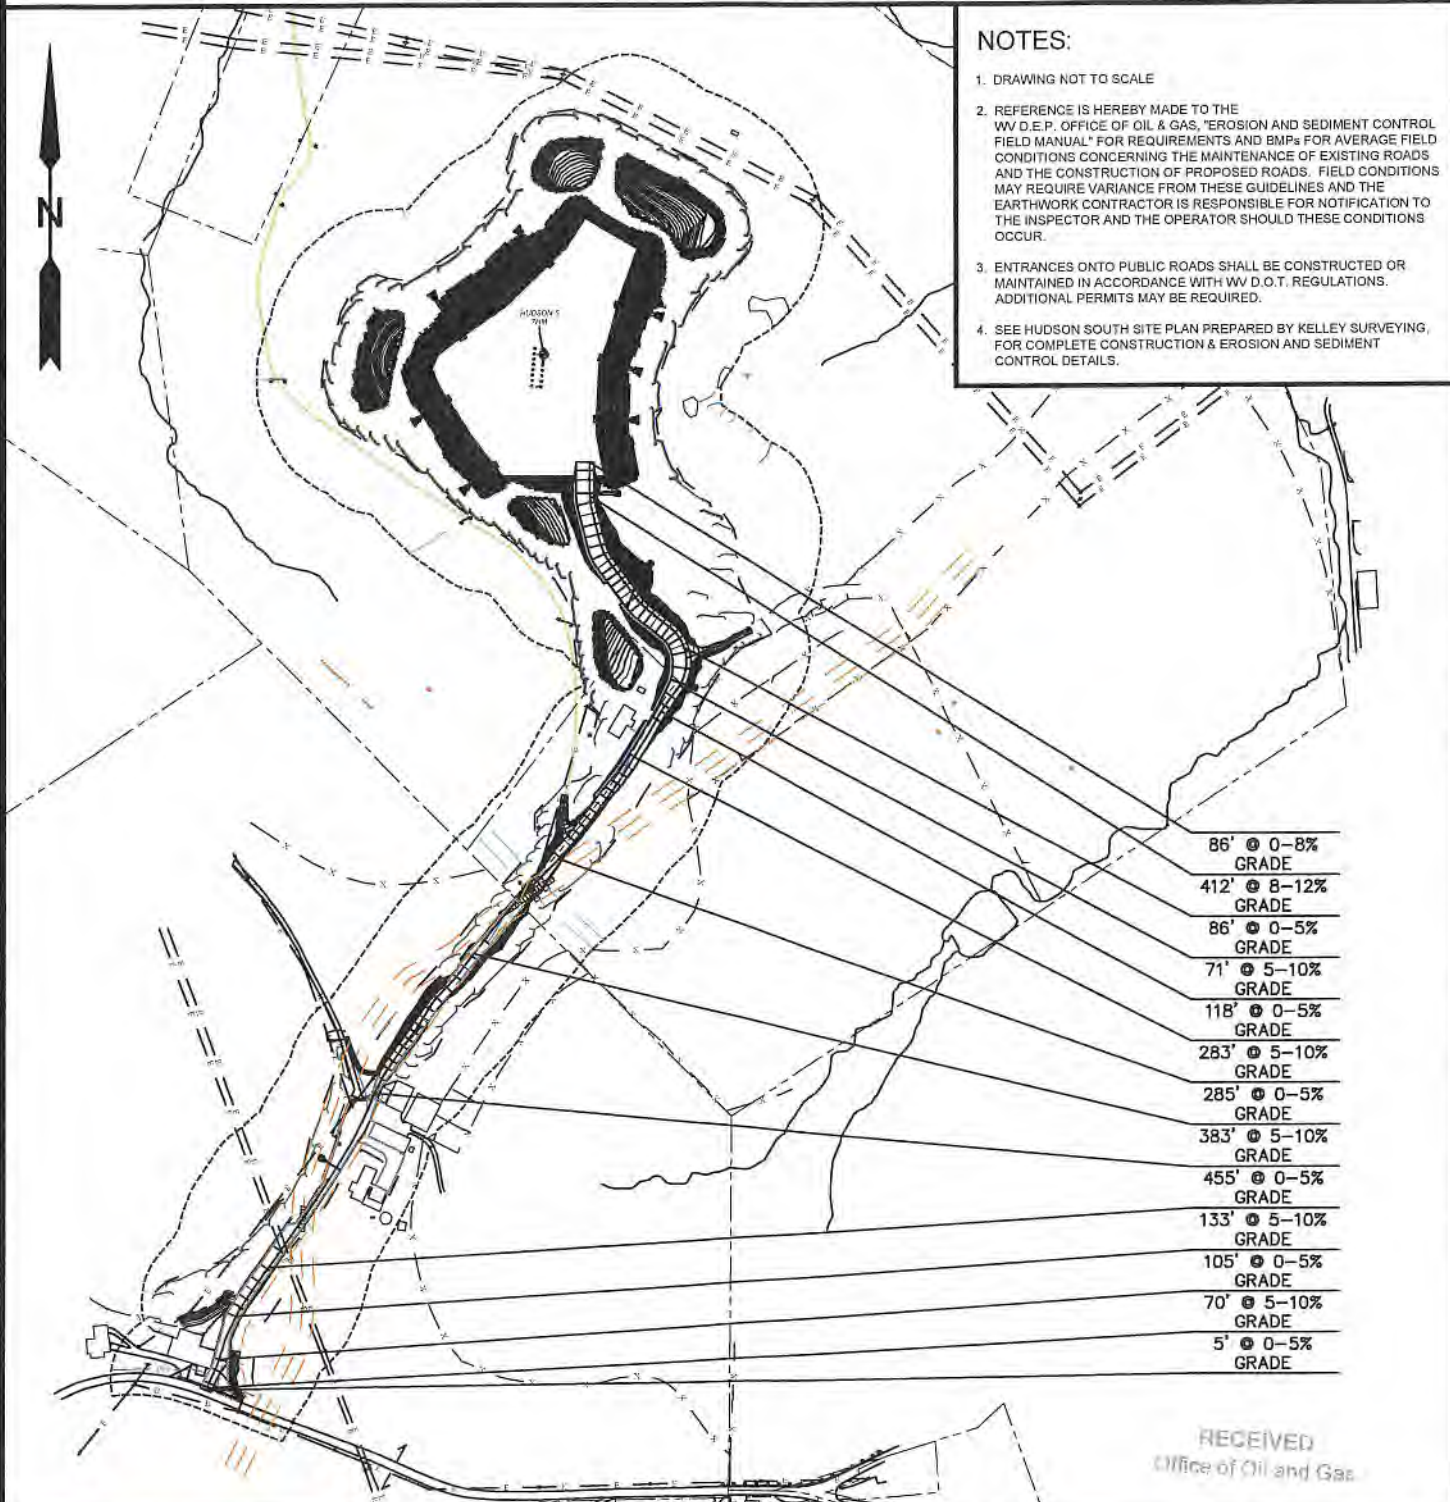 NOTES:
1. DRAWING NOT TO SCALE
2. REFERENCE IS HEREBY MADE TO THE
WV D.E.P. OFFICE OF OIL & GAS, "EROSION AND SEDIMENT CONTROL
FIELD MANUAL" FOR REQUIREMENTS AND BMPs FOR AVERAGE FIELD
CONDITIONS CONCERNING THE MAINTENANCE OF EXISTING ROADS
AND THE CONSTRUCTION OF PROPOSED ROADS. FIELD CONDITIONS
MAY REQUIRE VARIANCE FROM THESE GUIDELINES AND THE
EARTHWORK CONTRACTOR IS RESPONSIBLE FOR NOTIFICATION TO
THE INSPECTOR AND THE OPERATOR SHOULD THESE CONDITIONS
OCCUR.
3. ENTRANCES ONTO PUBLIC ROADS SHALL BE CONSTRUCTED OR
MAINTAINED IN ACCORDANCE WITH WV D.O.T. REGULATIONS.
ADDITIONAL PERMITS MAY BE REQUIRED.
4. SEE HUDSON SOUTH SITE PLAN PREPARED BY KELLEY SURVEYING,
FOR COMPLETE CONSTRUCTION & EROSION AND SEDIMENT
CONTROL DETAILS.
N
HUDSON S
7HM
86' @ 0-8%
GRADE
412' @ 8-12%
GRADE
86' @ 0-5%
GRADE
71' @ 5-10%
GRADE
118' @ 0-5%
GRADE
283' @ 5-10%
GRADE
285' @ 0-5%
GRADE
383' @ 5-10%
GRADE
455' @ 0-5%
GRADE
133' @ 5-10%
GRADE
105' @ 0-5%
GRADE
70' @ 5-10%
GRADE
5' @ 0-5%
GRADE
RECEIVED
Office of Oil and Gas